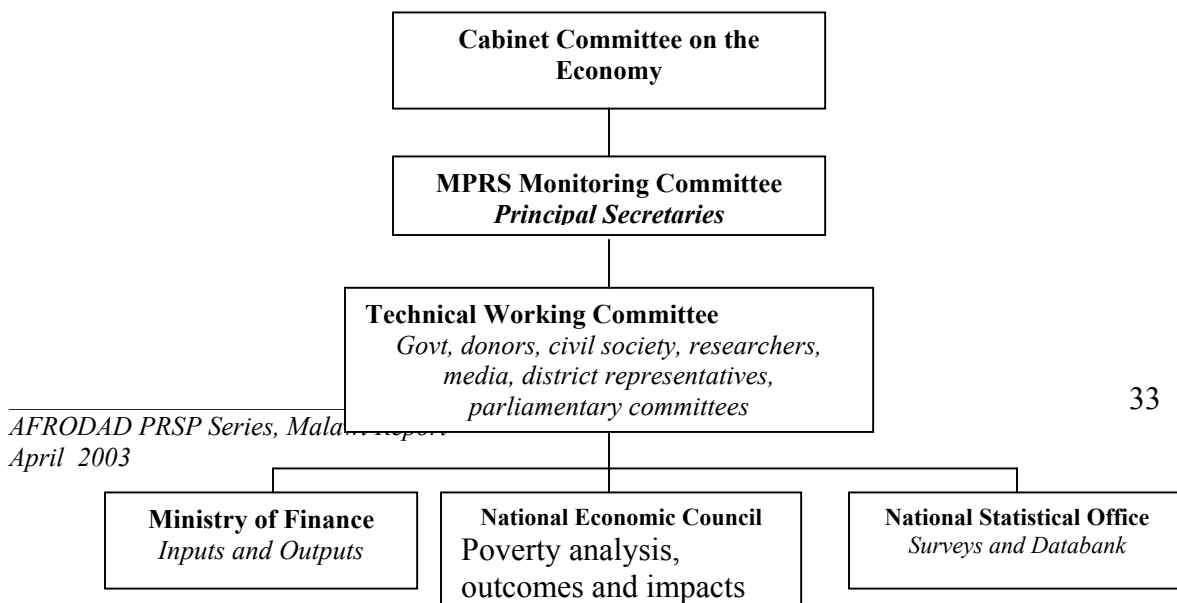 Cabinet Committee on the
Economy
MPRS Monitoring Committee
Principal Secretaries
Technical Working Committee
Govt, donors, civil society, researchers,
media, district representatives,
parliamentary committees
33
AFRODAD PRSP Series, Malawi Report
April 2003
Ministry of Finance
Inputs and Outputs
National Economic Council
Poverty analysis,
outcomes and impacts
National Statistical Office
Surveys and Databank